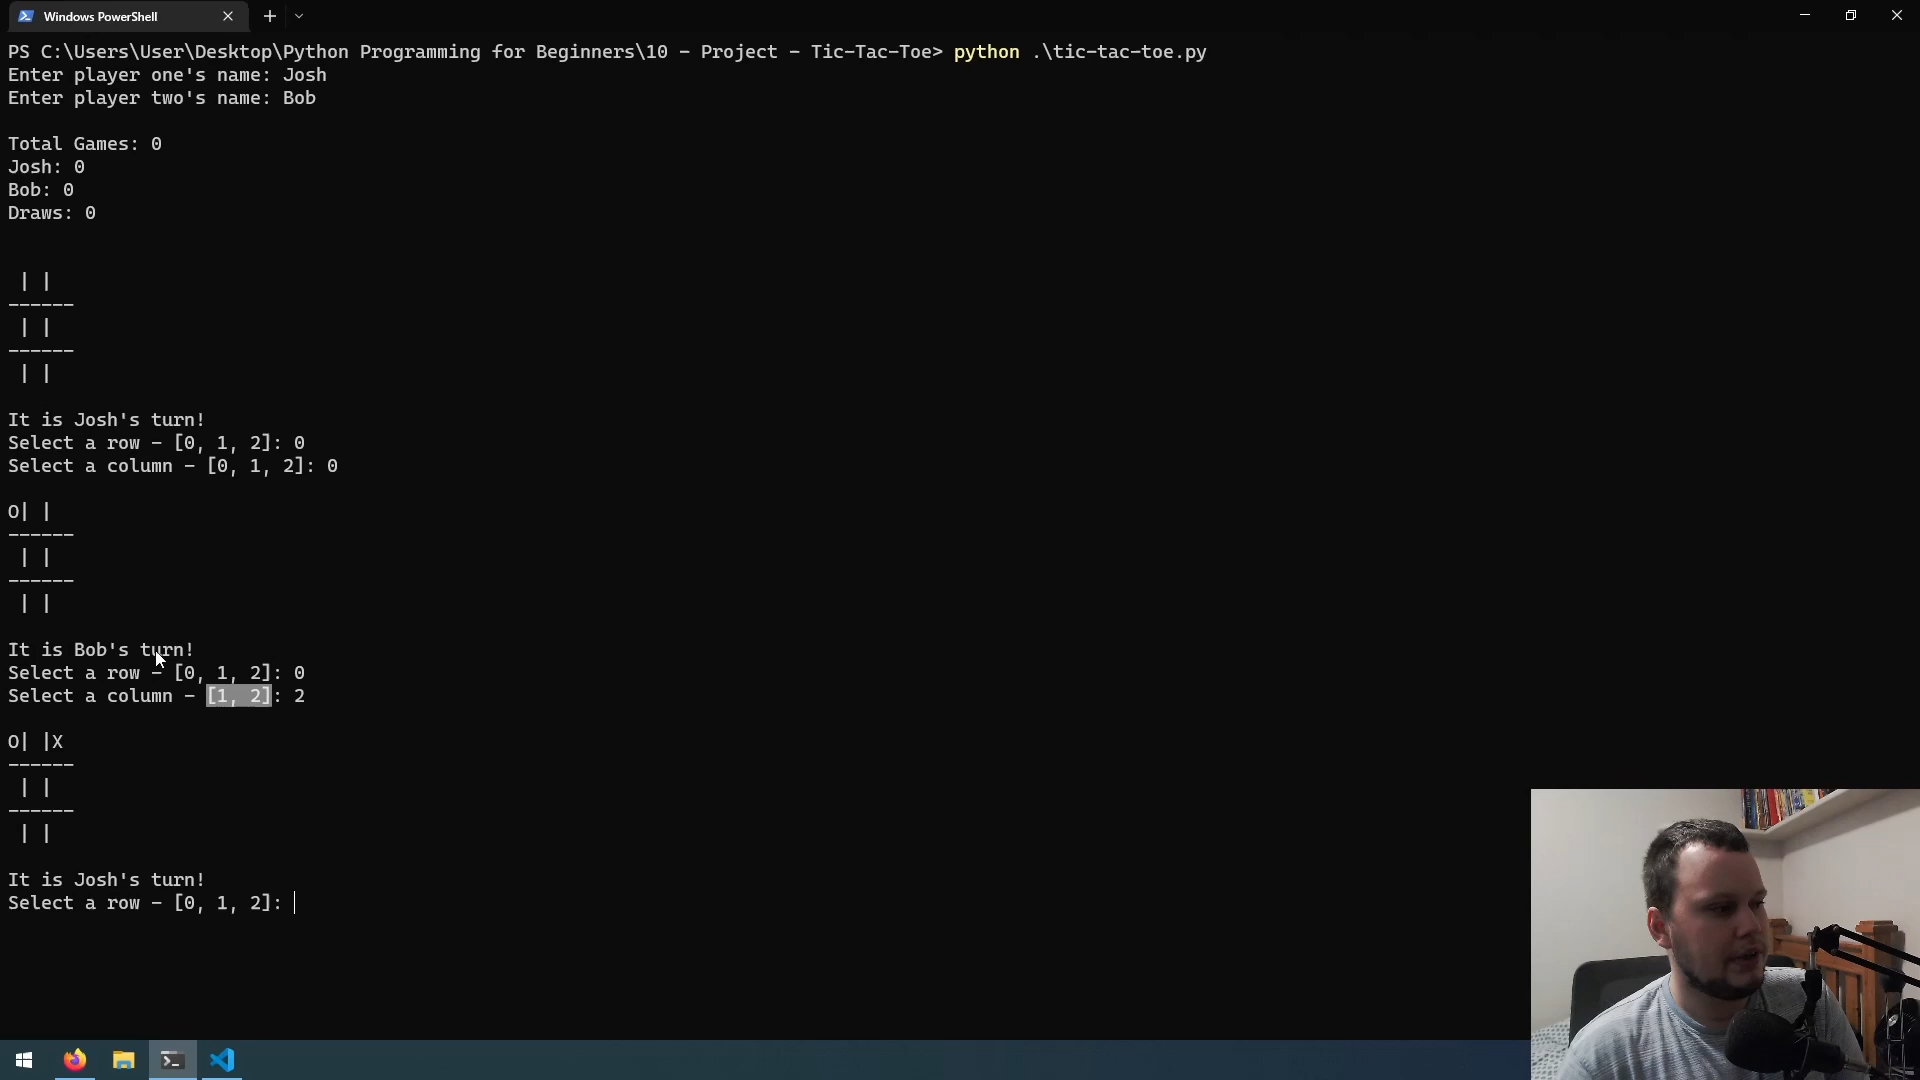 Windows PowerShell
PS C:\Users\User\Desktop\Python Programming for Beginners\10 - Project - Tic-Tac-Toe> python .\tic-tac-toe.py
Enter player one's name: Josh
Enter player two's name: Bob
Total Games: 0
Josh: 0
Bob: 0
Draws: 0
 | |
------
 | |
------
 | |
It is Josh's turn!
Select a row - [0, 1, 2]: 0
Select a column - [0, 1, 2]: 0
O| |
------
 | |
------
 | |
It is Bob's turn!
Select a row - [0, 1, 2]: 0
Select a column - [1, 2]: 2
O| |X
------
 | |
------
 | |
It is Josh's turn!
Select a row - [0, 1, 2]: